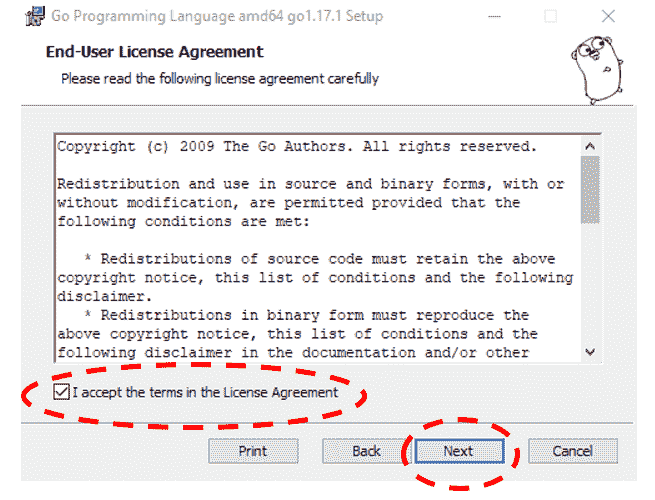 Go Programming Language amd64 go1.17.1 Setup
End-User License Agreement
Please read the following license agreement carefully
Copyright (c) 2009 The Go Authors. All rights reserved.
Redistribution and use in source and binary forms, with or
without modification, are permitted provided that the
following conditions are met:
* Redistributions of source code must retain the above
copyright notice, this list of conditions and the following
disclaimer.
* Redistributions in binary form must reproduce the
above copyright notice, this list of conditions and the
following disclaimer in the documentation and/or other
I accept the terms in the License Agreement
Print Back Next Cancel